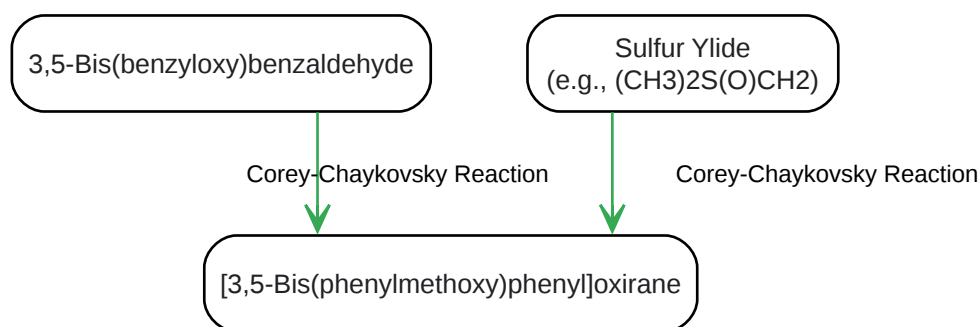 3,5-Bis(benzyloxy)benzaldehyde
Sulfur Ylide
(e.g., (CH3)2S(O)CH2)
Corey-Chaykovsky Reaction
Corey-Chaykovsky Reaction
[3,5-Bis(phenylmethoxy)phenyl]oxirane